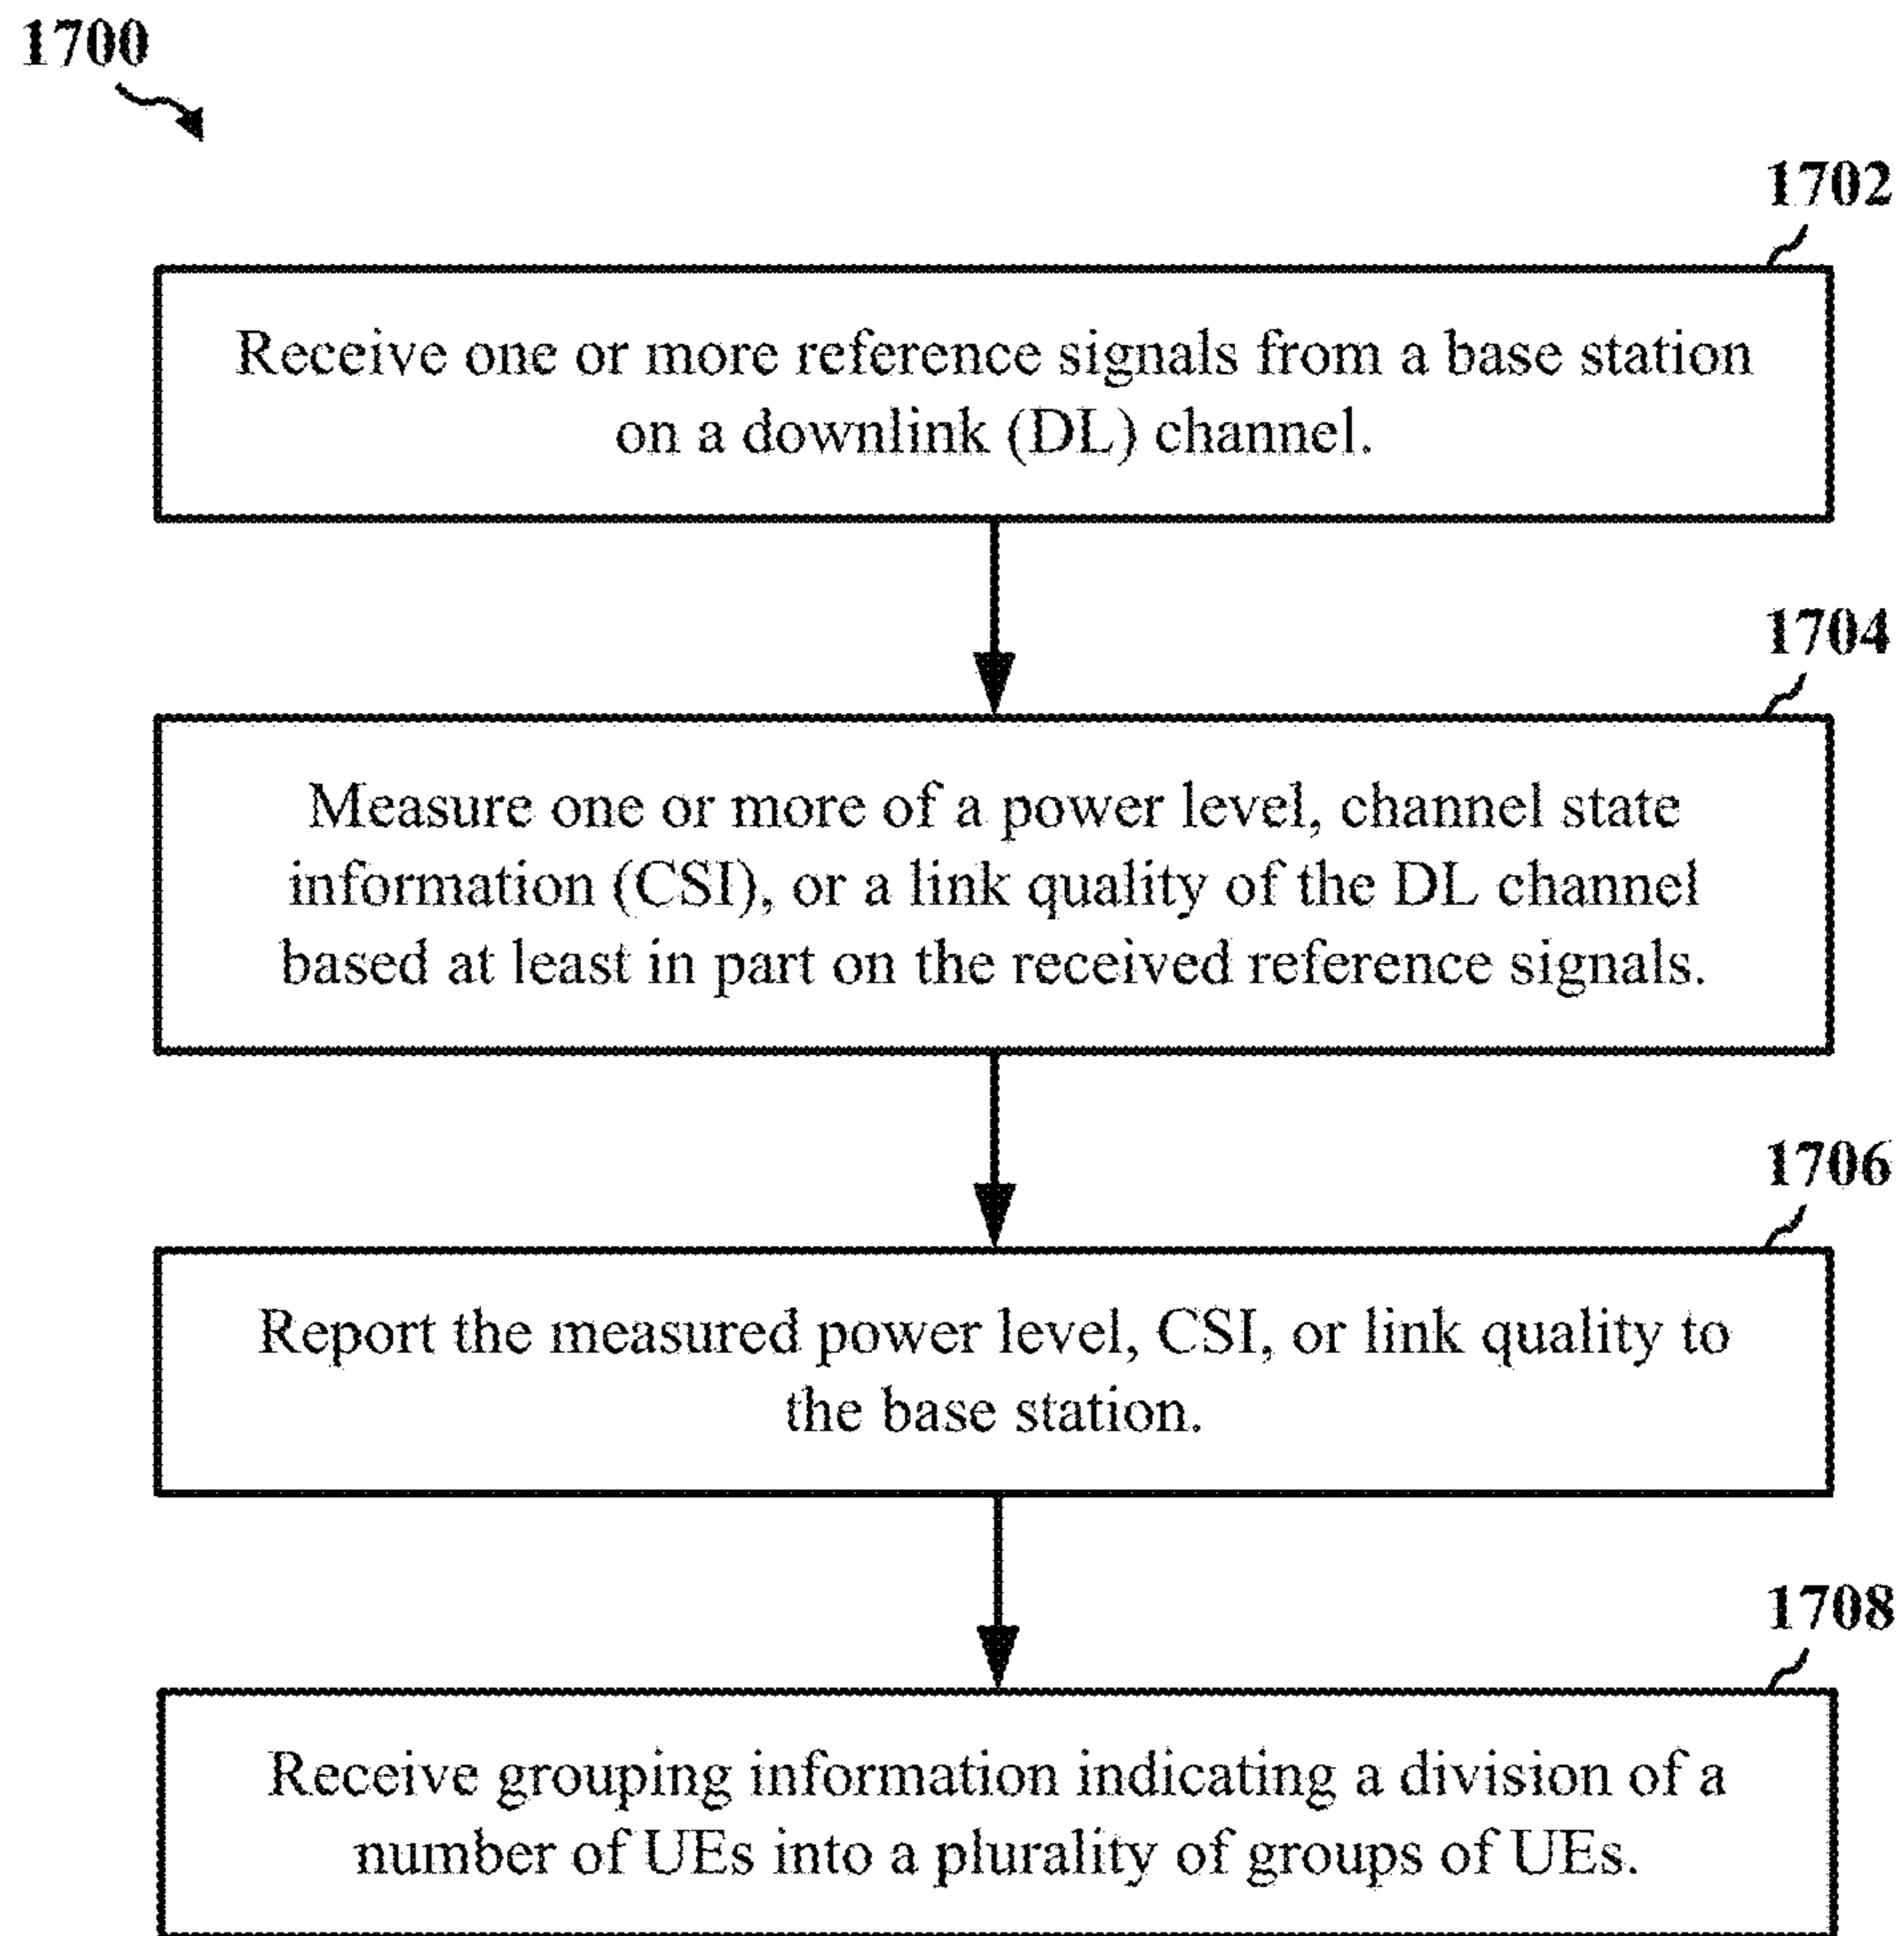 1700
1702
Receive one or more reference signals from a base station
on a downlink (DL) channel.
1704
Measure one or more of a power level, channel state
information (CSI), or a link quality of the DL channel
based at least in part on the received reference signals.
1706
Report the measured power level, CSI, or link quality to
the base station.
1708
Receive grouping information indicating a division of a
number of UEs into a plurality of groups of UEs.